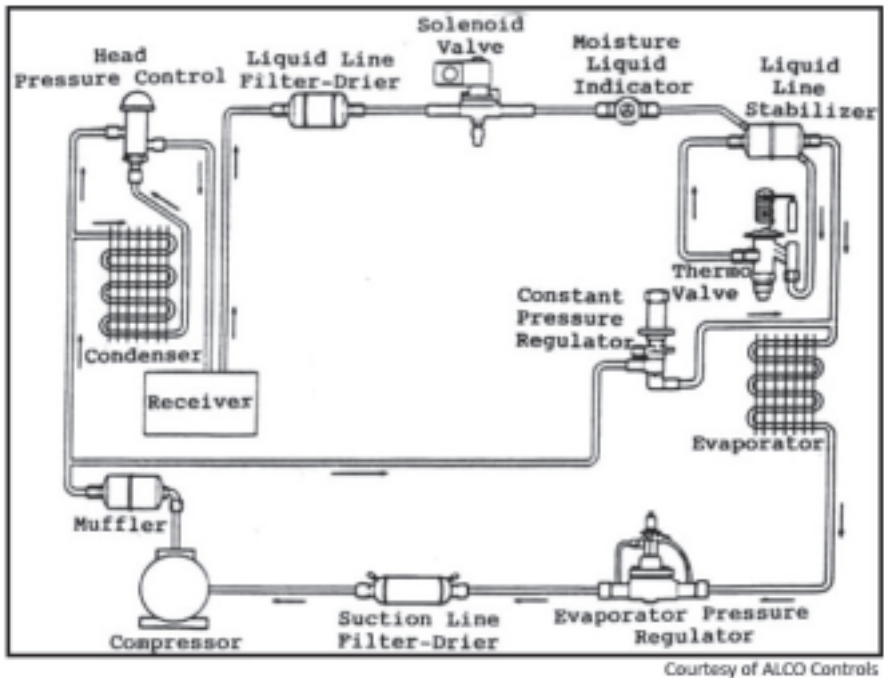 Head
Pressure Control
Liquid Line
Filter-Drier
Solenoid
Valve
Moisture
Liquid
Indicator
Liquid
Line
Stabilizer
Thermo
Valve
Constant
Pressure
Regulator
Condenser
Receiver
Evaporator
Muffler
Compressor
Suction Line
Filter-Drier
Evaporator Pressure
Regulator
Courtesy of ALCO Controls